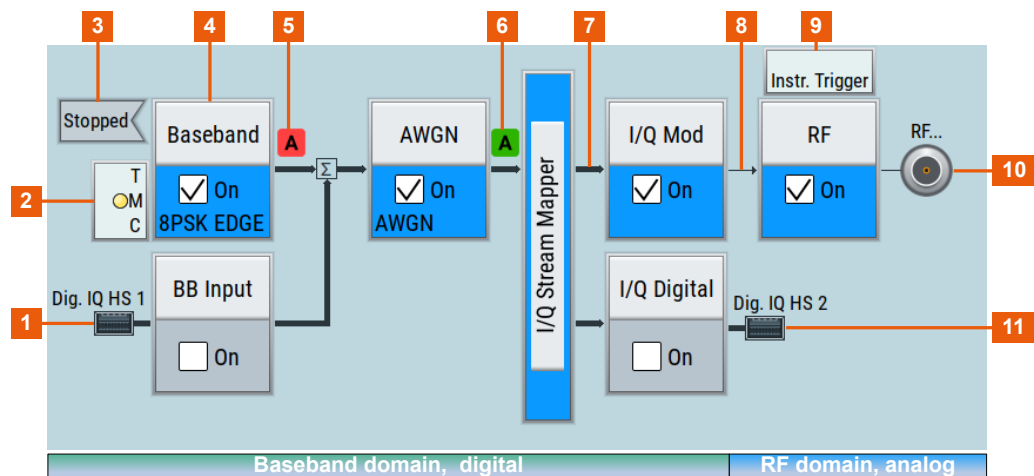 3
4
5
6
7
8
9
Instr. Trigger
Stopped
Baseband
A
AWGN
A
I/Q Mod
RF
RF...
Σ
T
M
C
2
On
8PSK EDGE
On
AWGN
I/Q Stream Mapper
On
On
10
Dig. IQ HS 1
1
BB Input
On
I/Q Digital
On
Dig. IQ HS 2
11
Baseband domain, digital
RF domain, analog